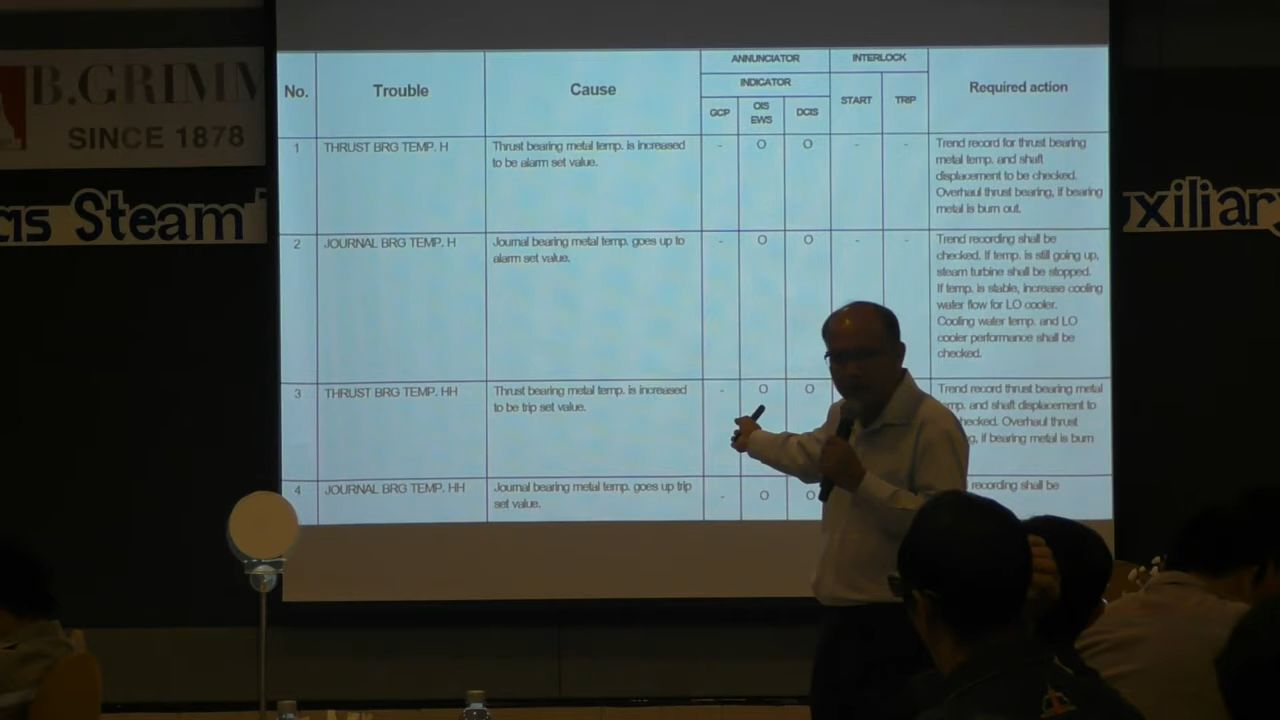 B.GRIMM
SINCE 1878
as Steam
uxiliary
No.
Trouble
Cause
ANNUNCIATOR
INDICATOR
GCP
OIS
EWS
DCIS
INTERLOCK
START
TRIP
Required action
1
THRUST BRG TEMP. H
Thrust bearing metal temp. is increased
to be alarm set value.
-
O
O
-
-
Trend record for thrust bearing
metal temp. and shaft
displacement to be checked.
Overhaul thrust bearing, if bearing
metal is burn out.
2
JOURNAL BRG TEMP. H
Journal bearing metal temp. goes up to
alarm set value.
-
O
O
-
-
Trend recording shall be
checked. If temp. is still going up,
steam turbine shall be stopped.
If temp. is stable, increase cooling
water flow for LO cooler.
Cooling water temp. and LO
cooler performance shall be
checked.
3
THRUST BRG TEMP. HH
Thrust bearing metal temp. is increased
to be trip set value.
-
O
O
Trend record thrust bearing metal
emp. and shaft displacement to
hecked. Overhaul thrust
g, if bearing metal is burn
4
JOURNAL BRG TEMP. HH
Journal bearing metal temp. goes up trip
set value.
-
O
O
recording shall be